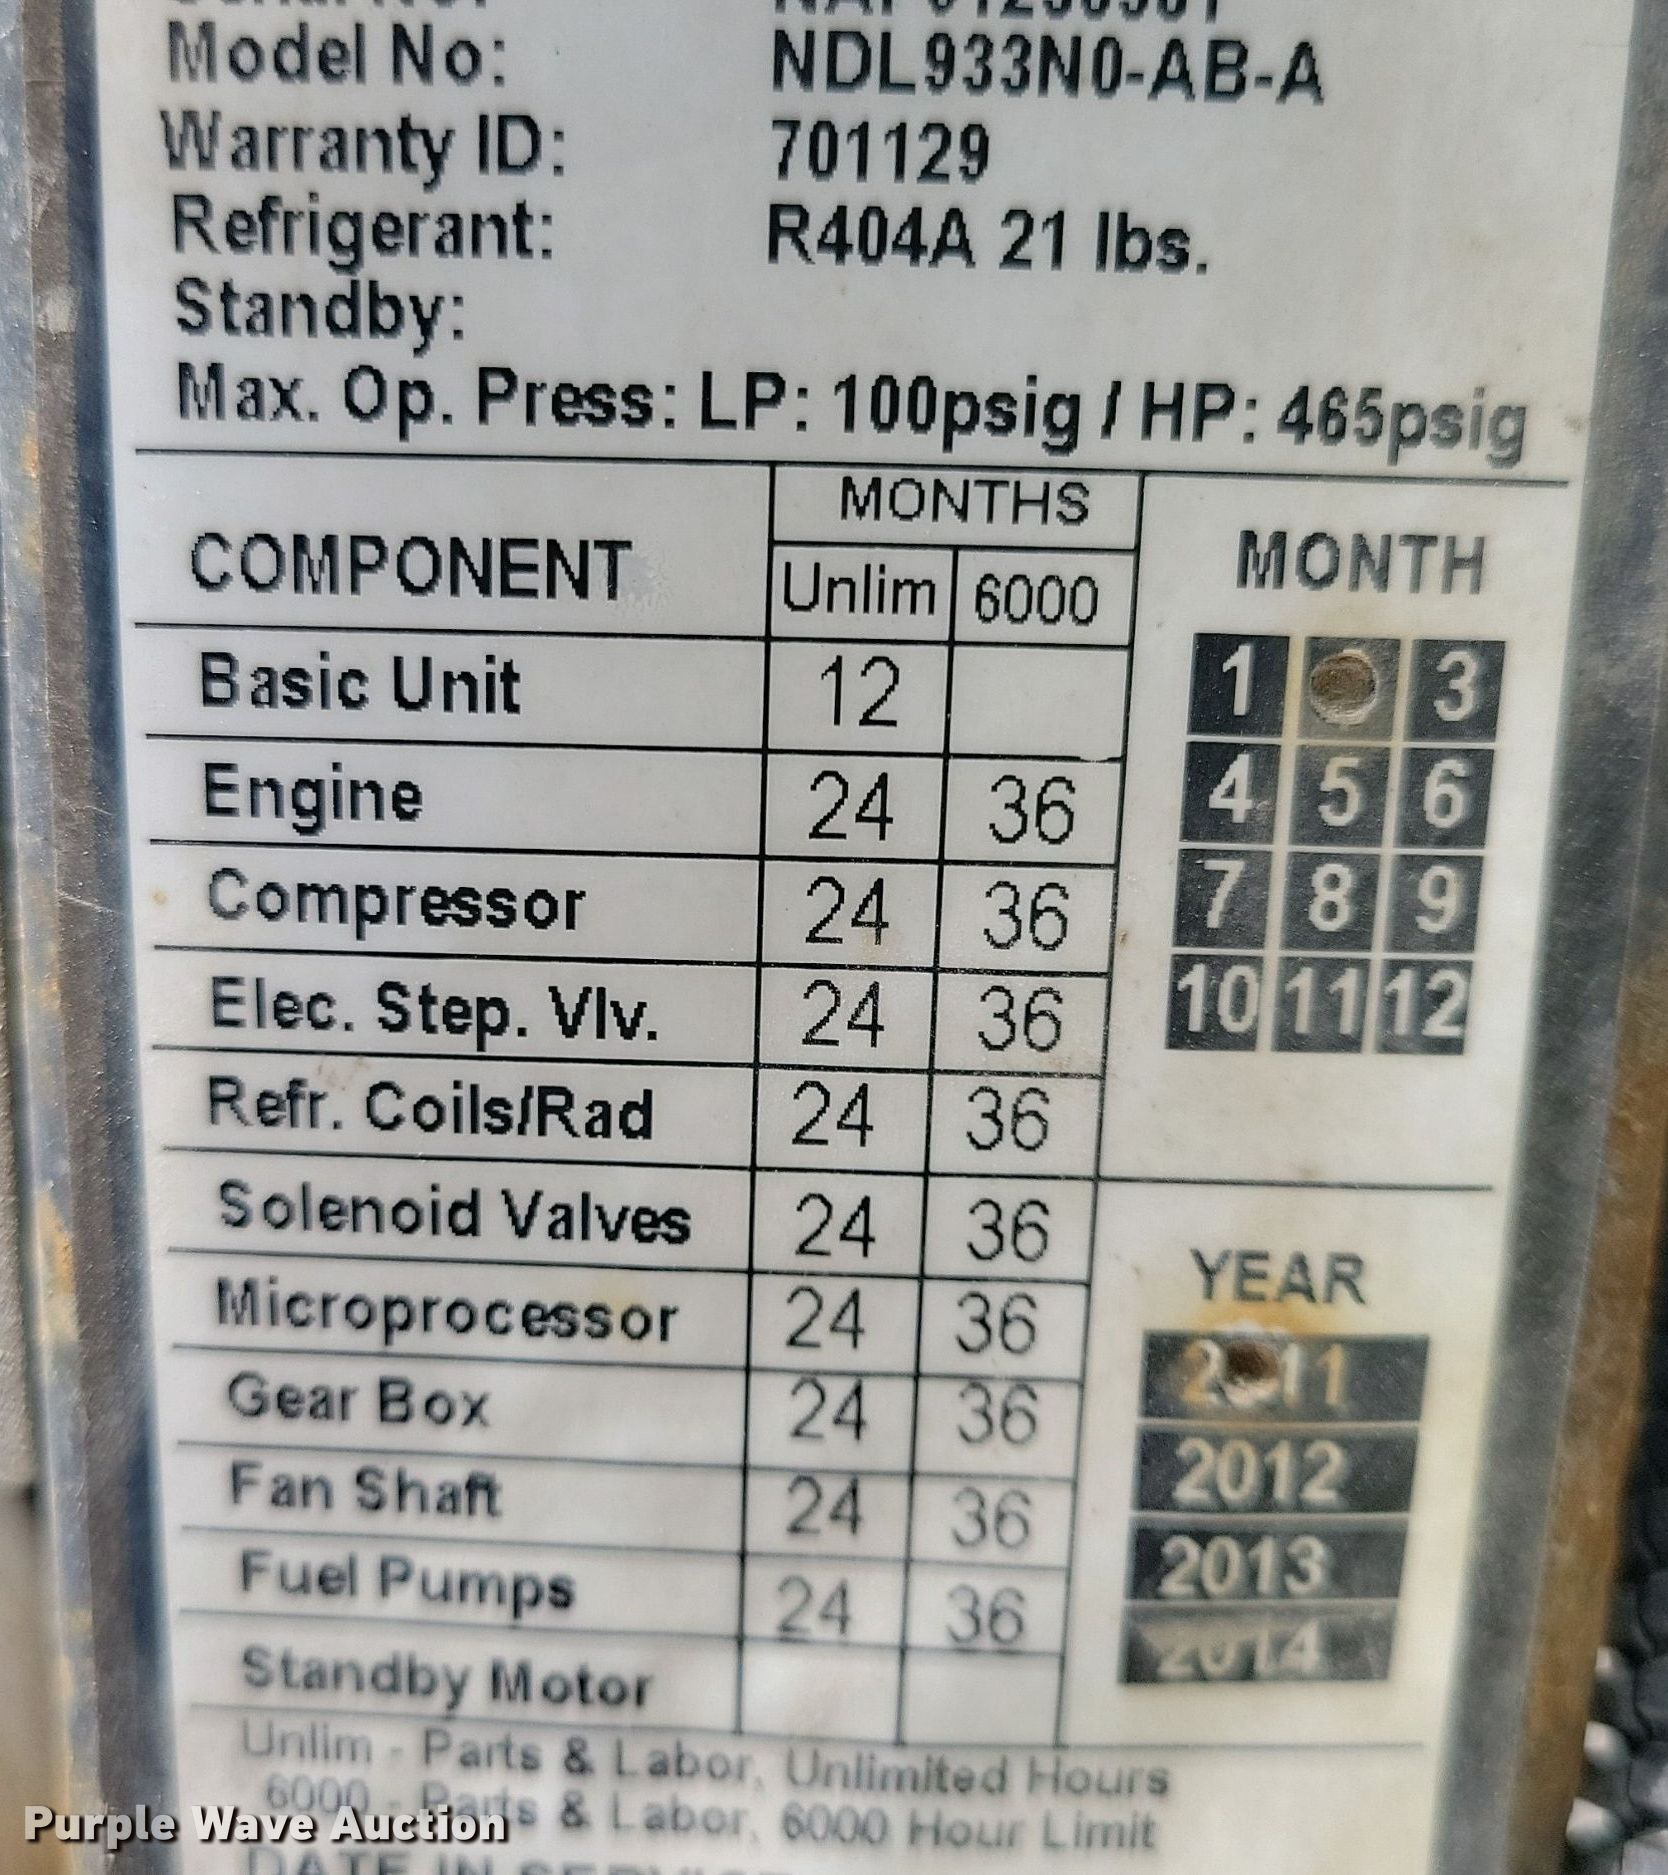 Model No: NDL933N0-AB-A
Warranty ID: 701129
Refrigerant: R404A 21 lbs.
Standby:
Max. Op. Press: LP: 100psig / HP: 465psig
COMPONENT MONTHS
Unlim 6000
Basic Unit 12
Engine 24 36
Compressor 24 36
Elec. Step. Vlv. 24 36
Refr. Coils/Rad 24 36
Solenoid Valves 24 36
Microprocessor 24 36
Gear Box 24 36
Fan Shaft 24 36
Fuel Pumps 24 36
Standby Motor
MONTH
1 3
4 5 6
7 8 9
10 11 12
YEAR
2011
2012
2013
2014
Unlim - Parts & Labor, Unlimited Hours
6000 - Parts & Labor, 6000 Hour Limit
Purple Wave Auction